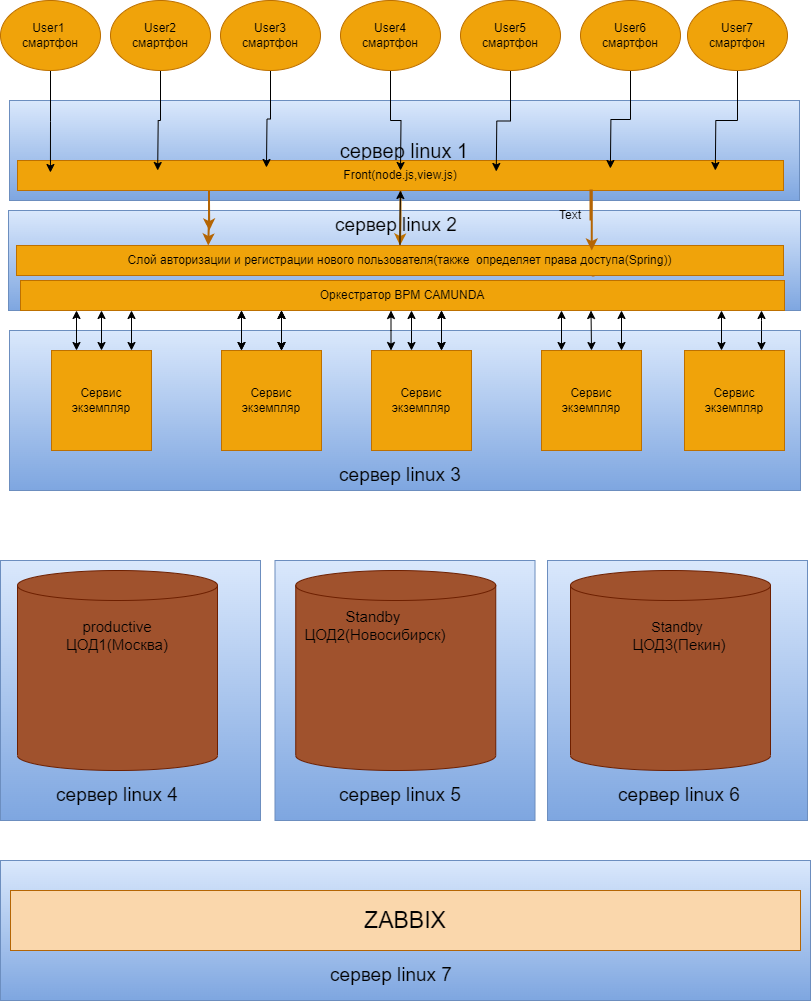 User1
смартфон
User2
смартфон
User3
смартфон
User4
смартфон
User5
смартфон
User6
смартфон
User7
смартфон
сервер linux 1
Front(node.js,view.js)
Text
сервер linux 2
Слой авторизации и регистрации нового пользователя(также определяет права доступа(Spring))
Оркестратор BPM CAMUNDA
Сервис
экземпляр
Сервис
экземпляр
Сервис
экземпляр
Сервис
экземпляр
Сервис
экземпляр
сервер linux 3
productive
ЦОД1(Москва)
Standby
ЦОД2(Новосибирск)
Standby
ЦОД3(Пекин)
сервер linux 4
сервер linux 5
сервер linux 6
ZABBIX
сервер linux 7